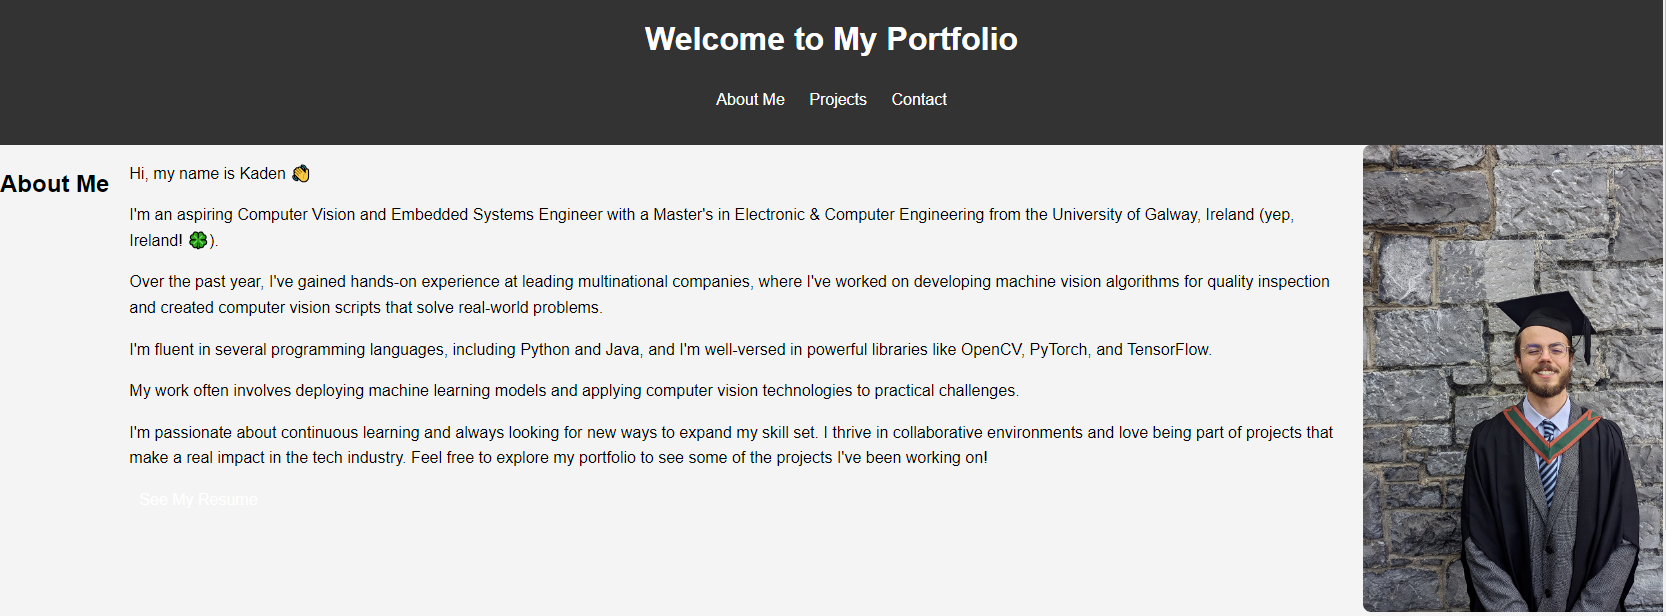 Welcome to My Portfolio
About Me Projects Contact
About Me
Hi, my name is Kaden 👋
I'm an aspiring Computer Vision and Embedded Systems Engineer with a Master's in Electronic & Computer Engineering from the University of Galway, Ireland (yep,
Ireland! 🍀).
Over the past year, I've gained hands-on experience at leading multinational companies, where I've worked on developing machine vision algorithms for quality inspection
and created computer vision scripts that solve real-world problems.
I'm fluent in several programming languages, including Python and Java, and I'm well-versed in powerful libraries like OpenCV, PyTorch, and TensorFlow.
My work often involves deploying machine learning models and applying computer vision technologies to practical challenges.
I'm passionate about continuous learning and always looking for new ways to expand my skill set. I thrive in collaborative environments and love being part of projects that
make a real impact in the tech industry. Feel free to explore my portfolio to see some of the projects I've been working on!
See My Resume